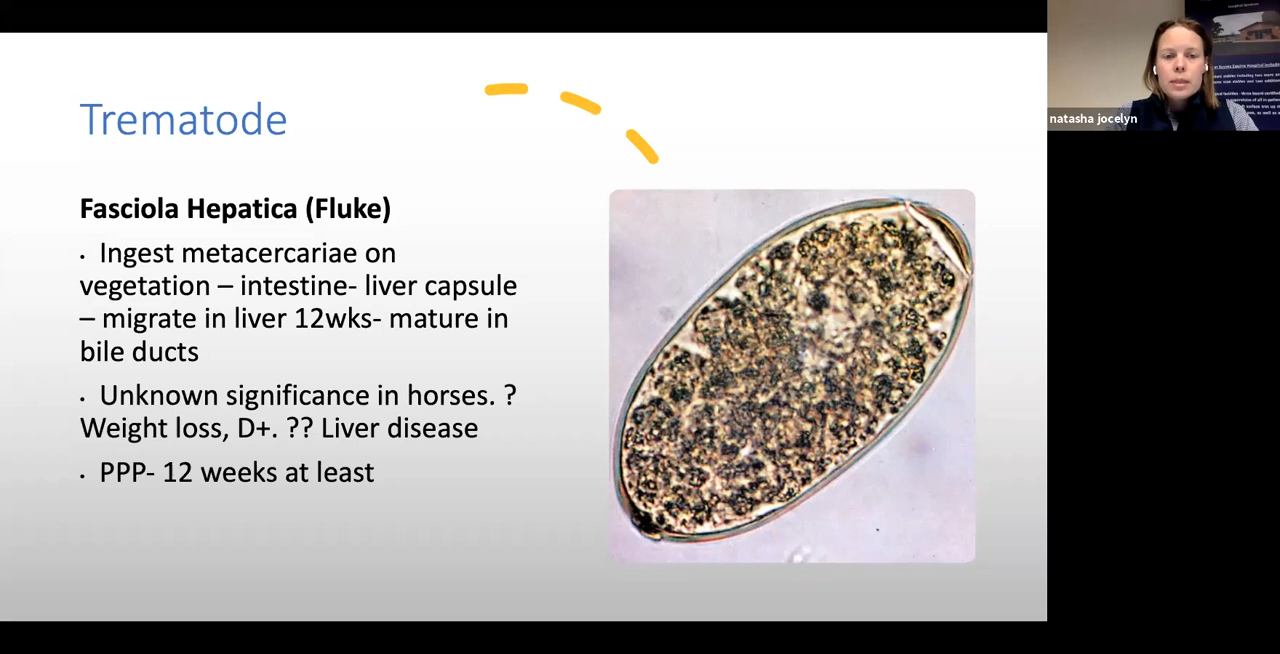 Trematode
Fasciola Hepatica (Fluke)
· Ingest metacercariae on
vegetation – intestine- liver capsule
– migrate in liver 12wks- mature in
bile ducts
· Unknown significance in horses. ?
Weight loss, D+. ?? Liver disease
· PPP- 12 weeks at least
natasha jocelyn